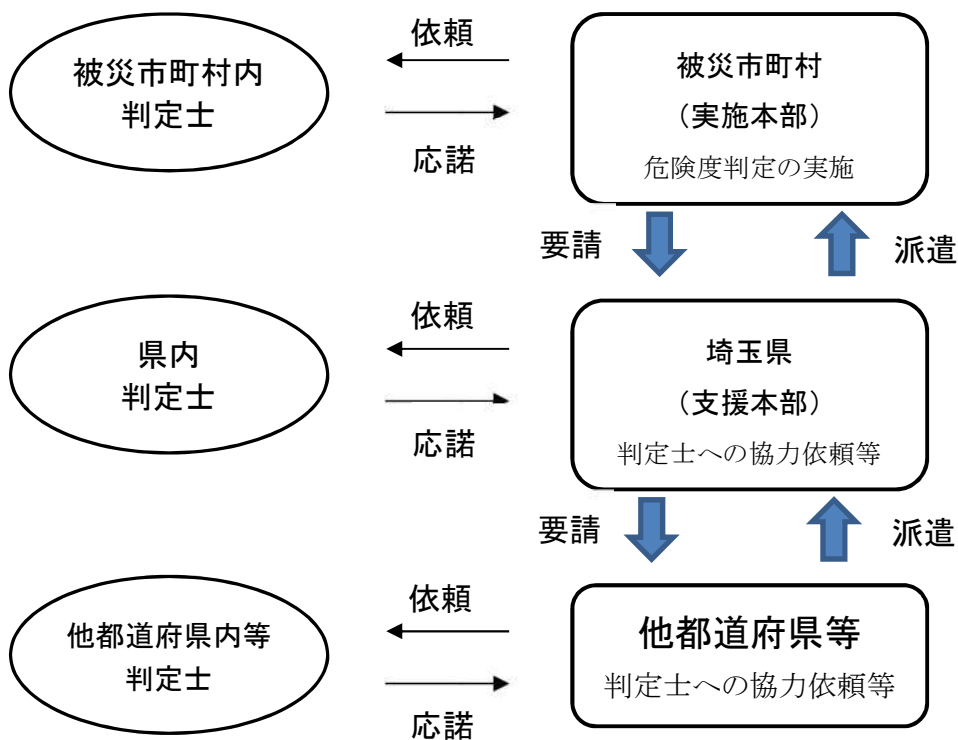 依頼
被災市町村内
判定士
応諾
被災市町村
（実施本部）
危険度判定の実施
要請
派遣
依頼
県内
判定士
応諾
埼玉県
（支援本部）
判定士への協力依頼等
要請
派遣
依頼
他都道府県内等
判定士
応諾
他都道府県等
判定士への協力依頼等